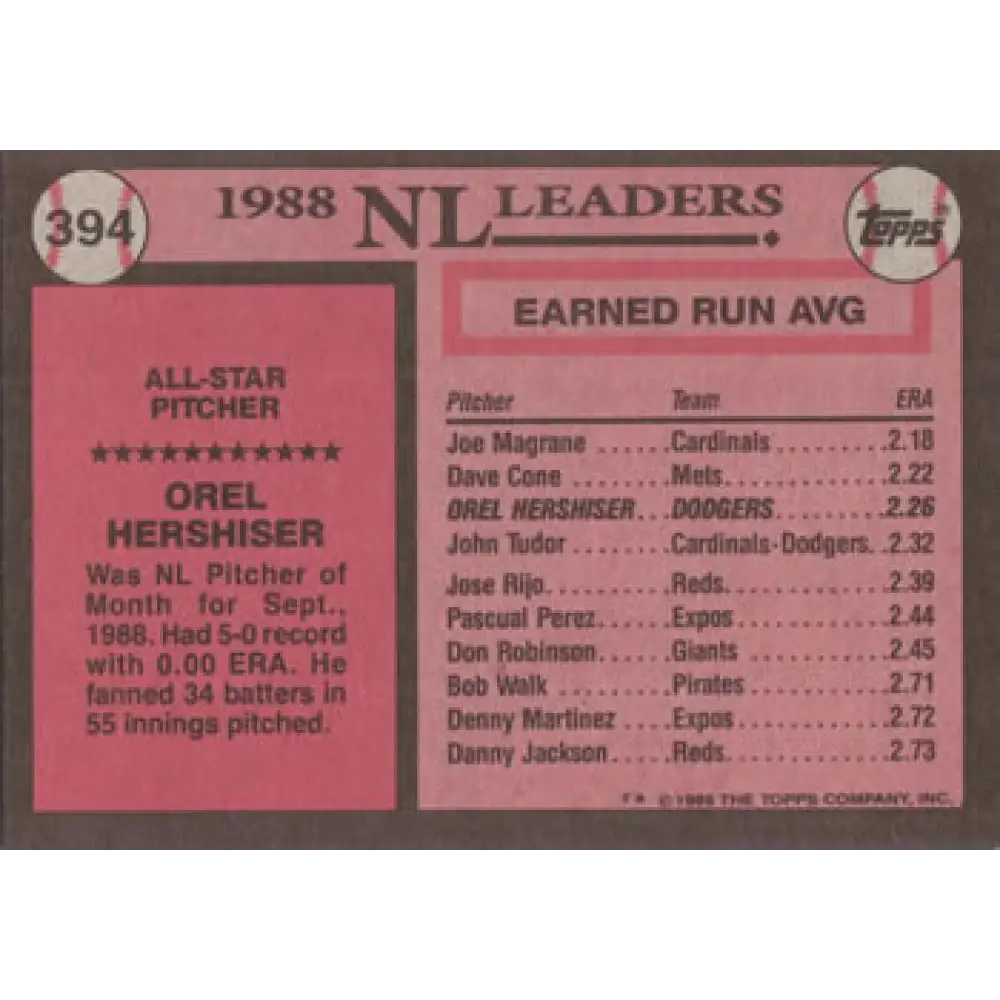 394
1988 NL LEADERS
Topps®
ALL-STAR
PITCHER
★★★★★★★★★★★
OREL
HERSHISER
Was NL Pitcher of
Month for Sept.,
1988. Had 5-0 record
with 0.00 ERA. He
fanned 34 batters in
55 innings pitched.
EARNED RUN AVG
Pitcher Team ERA
Joe Magrane ......Cardinals.........2.18
Dave Cone ........Mets.............2.22
OREL HERSHISER...DODGERS.........2.26
John Tudor ........Cardinals-Dodgers..2.32
Jose Rijo..........Reds.............2.39
Pascual Perez......Expos ............2.44
Don Robinson......Giants ...........2.45
Bob Walk .........Pirates ...........2.71
Denny Martinez ....Expos............2.72
Danny Jackson.....Reds.............2.73
© 1989 THE TOPPS COMPANY, INC.